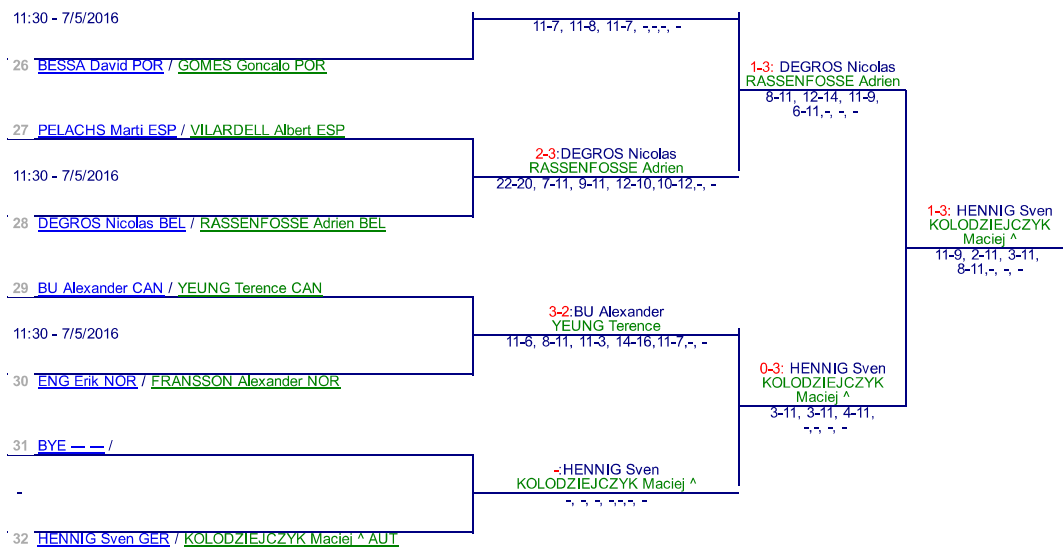 11:30 - 7/5/2016
11-7, 11-8, 11-7, -,-,-, -
26 BESSA David POR / GOMES Goncalo POR
1-3: DEGROS Nicolas
RASSENFOSSE Adrien
8-11, 12-14, 11-9,
6-11,-, -, -
27 PELACHS Marti ESP / VILARDELL Albert ESP
2-3:DEGROS Nicolas
RASSENFOSSE Adrien
11:30 - 7/5/2016
22-20, 7-11, 9-11, 12-10,10-12,-, -
28 DEGROS Nicolas BEL / RASSENFOSSE Adrien BEL
1-3: HENNIG Sven
KOLODZIEJCZYK
Maciej ^
11-9, 2-11, 3-11,
8-11,-, -, -
29 BU Alexander CAN / YEUNG Terence CAN
3-2:BU Alexander
YEUNG Terence
11:30 - 7/5/2016
11-6, 8-11, 11-3, 14-16,11-7,-, -
0-3: HENNIG Sven
KOLODZIEJCZYK
Maciej ^
3-11, 3-11, 4-11,
-,-, -, -
30 ENG Erik NOR / FRANSSON Alexander NOR
31 BYE — — /
-:HENNIG Sven
KOLODZIEJCZYK Maciej ^
-
-, -, -, -,-,-, -
32 HENNIG Sven GER / KOLODZIEJCZYK Maciej ^ AUT